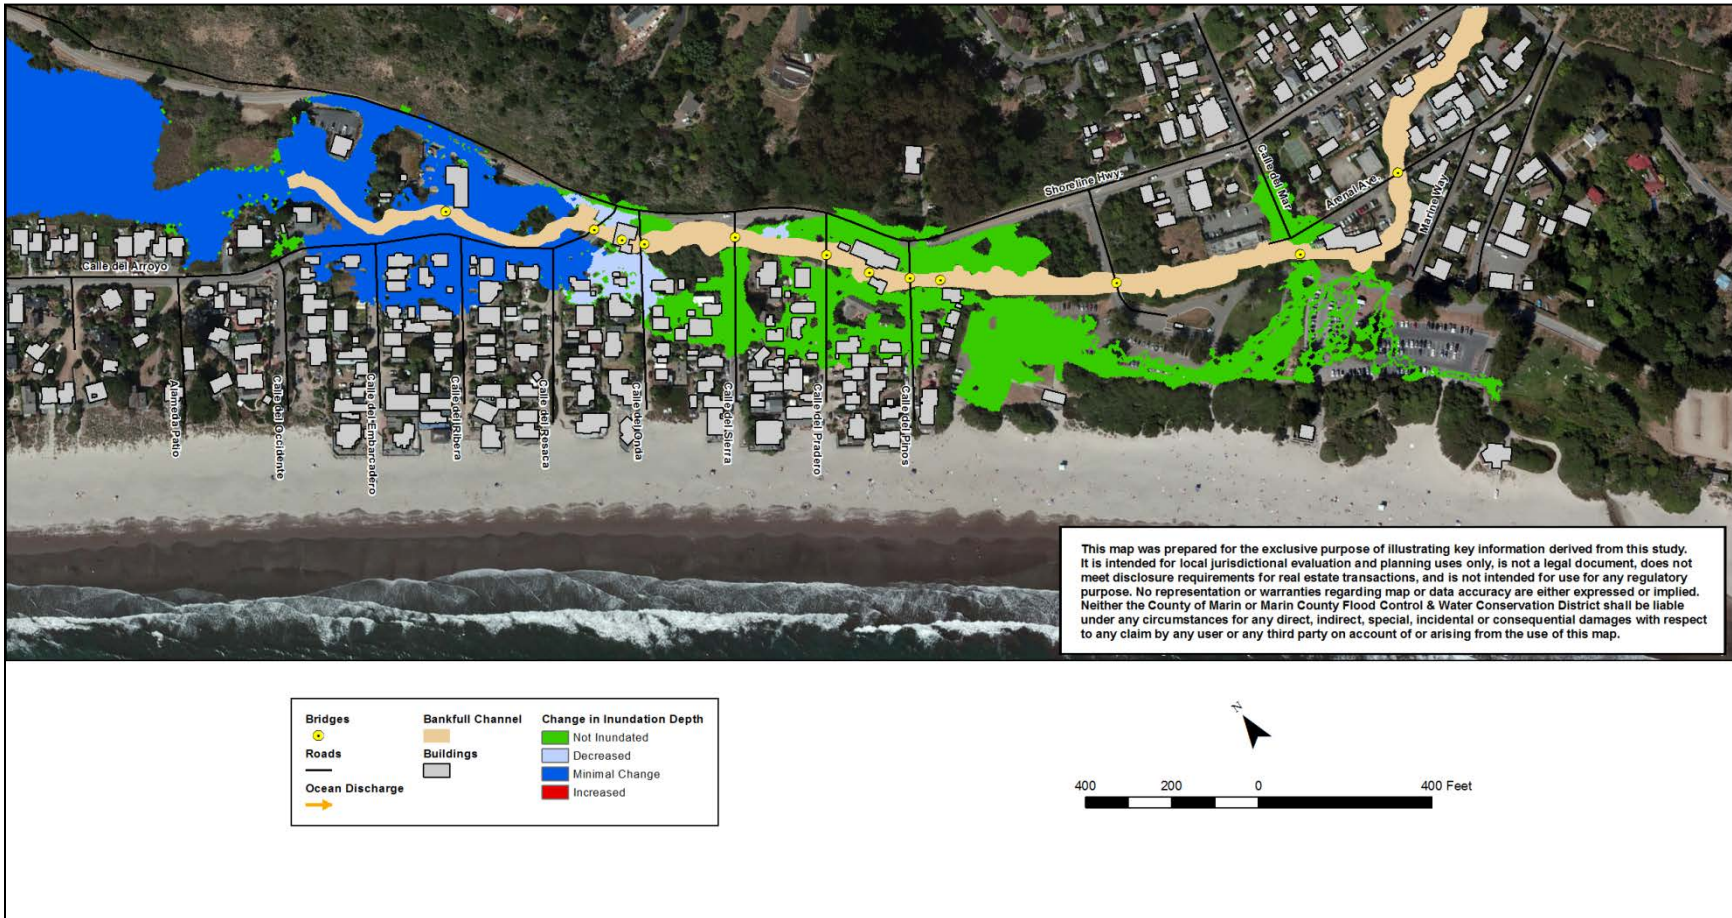 Shoreline Hwy.
Calle del Mar
Arenal Ave.
Marine Way
Calle del Arroyo
Alameda Patio
Calle del Occidente
Calle del Embarcadero
Calle del Ribera
Calle del Resaca
Calle del Onda
Calle del Sierra
Calle del Pradero
Calle del Pinos
This map was prepared for the exclusive purpose of illustrating key information derived from this study.
It is intended for local jurisdictional evaluation and planning uses only, is not a legal document, does not
meet disclosure requirements for real estate transactions, and is not intended for use for any regulatory
purpose. No representation or warranties regarding map or data accuracy are either expressed or implied.
Neither the County of Marin or Marin County Flood Control & Water Conservation District shall be liable
under any circumstances for any direct, indirect, special, incidental or consequential damages with respect
to any claim by any user or any third party on account of or arising from the use of this map.
Bridges
Roads
Ocean Discharge
Bankfull Channel
Buildings
Change in Inundation Depth
Not Inundated
Decreased
Minimal Change
Increased
N
400 200 0 400 Feet